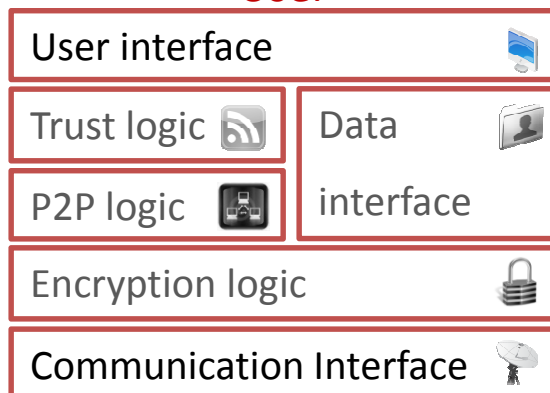 User interface
Trust logic
Data
interface
P2P logic
Encryption logic
Communication Interface